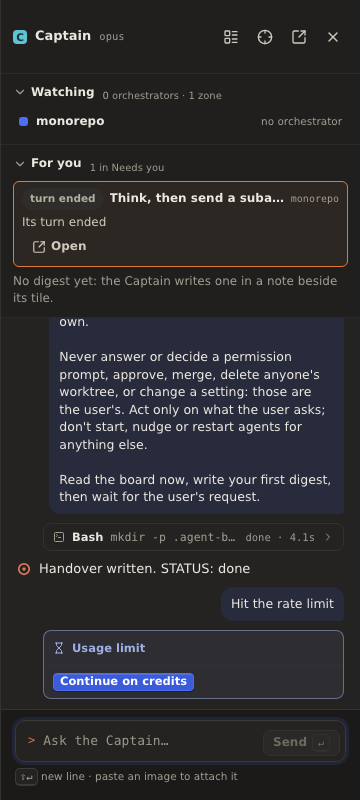 C Captain opus
Watching 0 orchestrators · 1 zone
monorepo no orchestrator
For you 1 in Needs you
turn ended Think, then send a suba… monorepo
Its turn ended
Open
No digest yet: the Captain writes one in a note beside
its tile.
own.
Never answer or decide a permission
prompt, approve, merge, delete anyone's
worktree, or change a setting: those are
the user's. Act only on what the user asks;
don't start, nudge or restart agents for
anything else.
Read the board now, write your first digest,
then wait for the user's request.
Bash mkdir -p .agent-b… done · 4.1s
Handover written. STATUS: done
Hit the rate limit
Usage limit
Continue on credits
> Ask the Captain… Send ↵
⇧↵ new line · paste an image to attach it